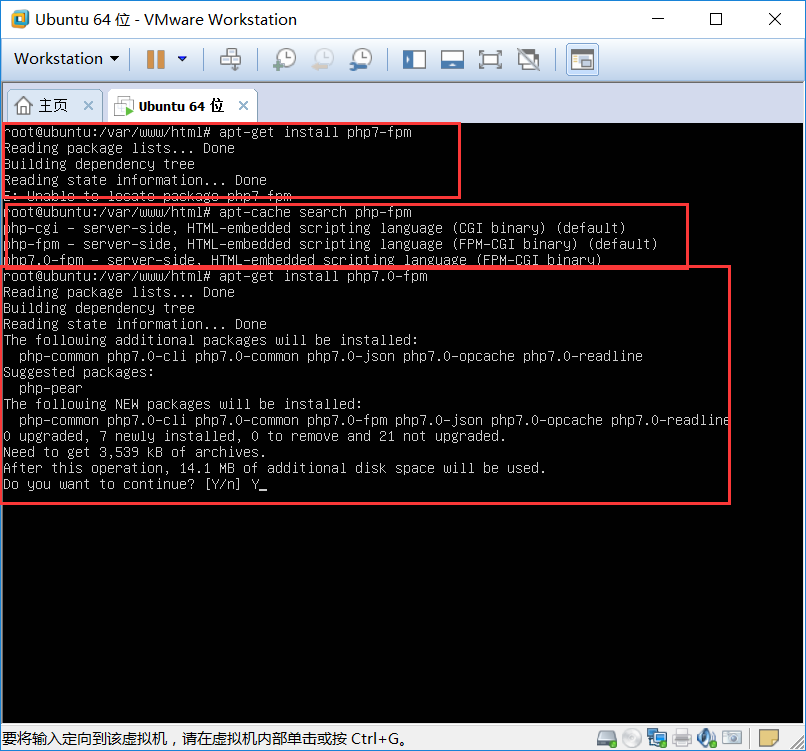 Ubuntu 64 位 - VMware Workstation
Workstation
主页
Ubuntu 64 位
root@ubuntu:/var/www/html# apt-get install php7-fpm
Reading package lists... Done
Building dependency tree
Reading state information... Done
E: Unable to locate package php7-fpm
root@ubuntu:/var/www/html# apt-cache search php-fpm
php-cgi - server-side, HTML-embedded scripting language (CGI binary) (default)
php-fpm - server-side, HTML-embedded scripting language (FPM-CGI binary) (default)
php7.0-fpm - server-side, HTML-embedded scripting language (FPM-CGI binary)
root@ubuntu:/var/www/html# apt-get install php7.0-fpm
Reading package lists... Done
Building dependency tree
Reading state information... Done
The following additional packages will be installed:
php-common php7.0-cli php7.0-common php7.0-json php7.0-opcache php7.0-readline
Suggested packages:
php-pear
The following NEW packages will be installed:
php-common php7.0-cli php7.0-common php7.0-fpm php7.0-json php7.0-opcache php7.0-readline
0 upgraded, 7 newly installed, 0 to remove and 21 not upgraded.
Need to get 3,539 kB of archives.
After this operation, 14.1 MB of additional disk space will be used.
Do you want to continue? [Y/n] Y_
要将输入定向到该虚拟机，请在虚拟机内部单击或按 Ctrl+G。